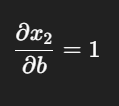 ∂x₂/∂b = 1